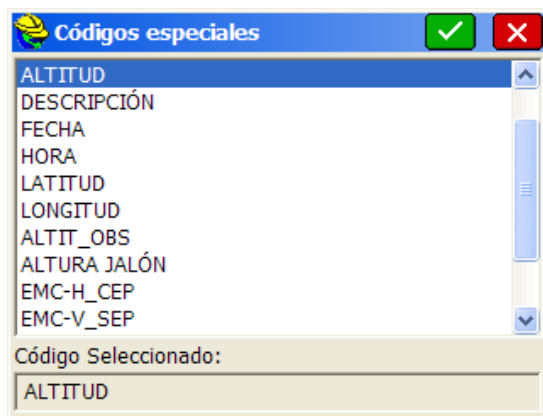 Códigos especiales
ALTITUD
DESCRIPCIÓN
FECHA
HORA
LATITUD
LONGITUD
ALTIT_OBS
ALTURA JALÓN
EMC-H_CEP
EMC-V_SEP
Código Seleccionado:
ALTITUD